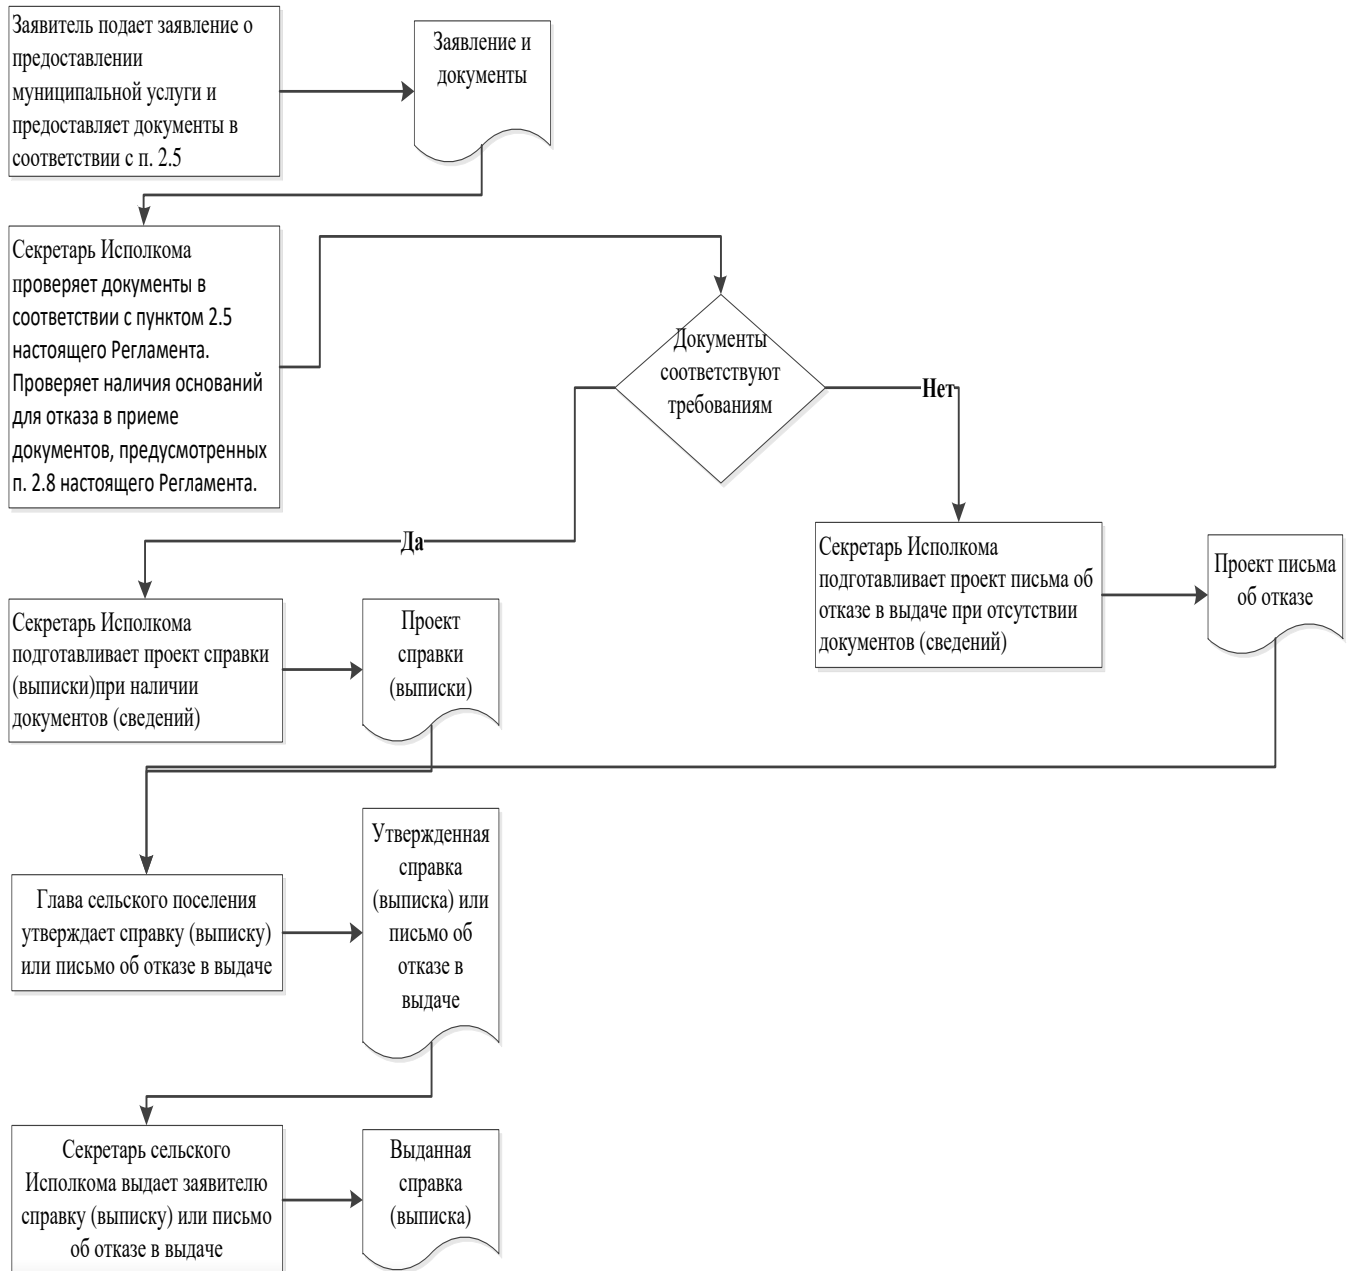 Заявитель подает заявление о
предоставлении
муниципальной услуги и
предоставляет документы в
соответствии с п. 2.5
Заявление и
документы
Секретарь Исполкома
проверяет документы в
соответствии с пунктом 2.5
настоящего Регламента.
Проверяет наличия оснований
для отказа в приеме
документов, предусмотренных
п. 2.8 настоящего Регламента.
Документы
соответствуют
требованиям
Нет
Да
Секретарь Исполкома
подготавливает проект письма об
отказе в выдаче при отсутствии
документов (сведений)
Проект письма
об отказе
Секретарь Исполкома
подготавливает проект справки
(выписки)при наличии
документов (сведений)
Проект
справки
(выписки)
Глава сельского поселения
утверждает справку (выписку)
или письмо об отказе в выдаче
Утвержденная
справка
(выписка) или
письмо об
отказе в
выдаче
Секретарь сельского
Исполкома выдает заявителю
справку (выписку) или письмо
об отказе в выдаче
Выданная
справка
(выписка)